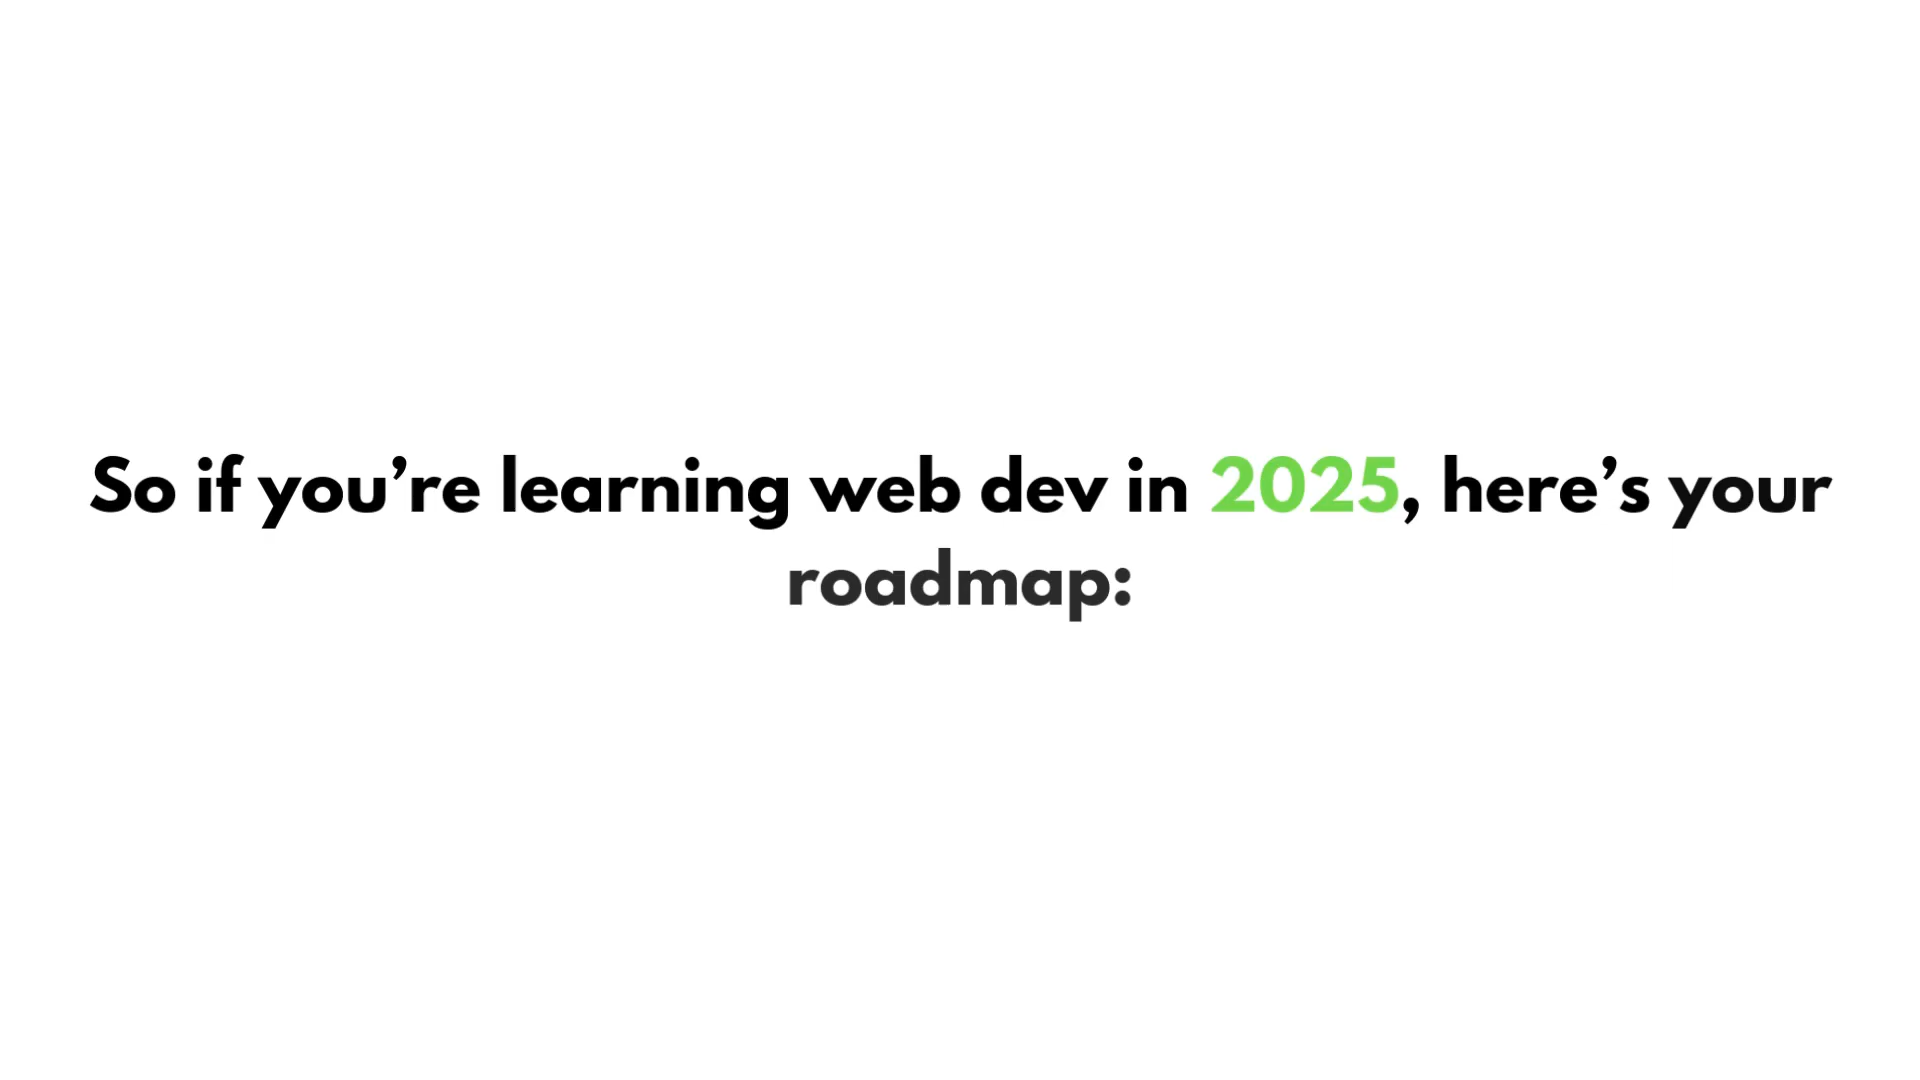 So if you’re learning web dev in 2025, here’s your
roadmap: